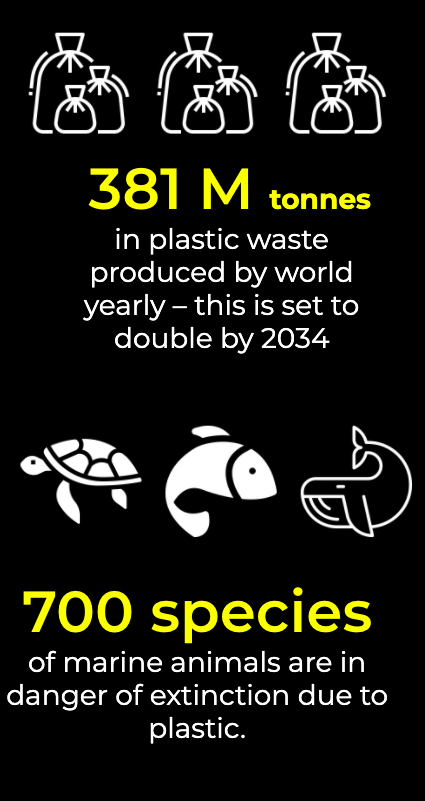 381 M tonnes
in plastic waste
produced by world
yearly – this is set to
double by 2034
700 species
of marine animals are in
danger of extinction due to
plastic.